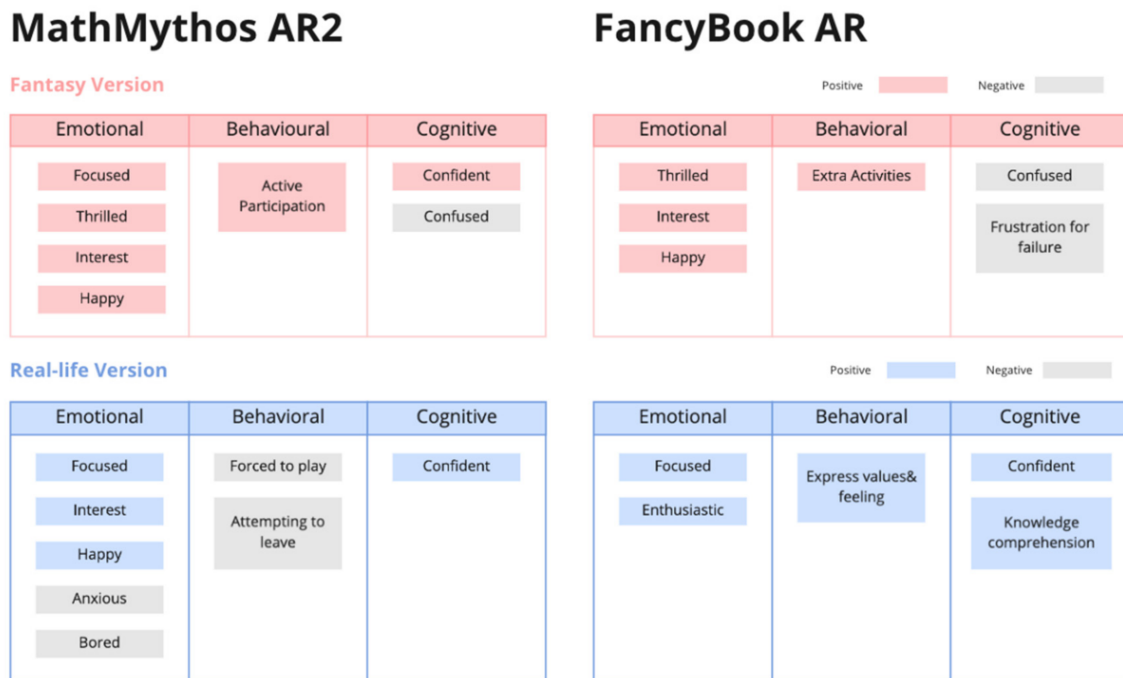 MathMythos AR2
FancyBook AR
Fantasy Version
Positive
Negative
Emotional
Behavioural
Cognitive
Focused
Thrilled
Interest
Happy
Active
Participation
Confident
Confused
Emotional
Behavioral
Cognitive
Thrilled
Interest
Happy
Extra Activities
Confused
Frustration for
failure
Real-life Version
Positive
Negative
Emotional
Behavioral
Cognitive
Focused
Interest
Happy
Anxious
Bored
Forced to play
Attempting to
leave
Confident
Emotional
Behavioral
Cognitive
Focused
Enthusiastic
Express values&
feeling
Confident
Knowledge
comprehension